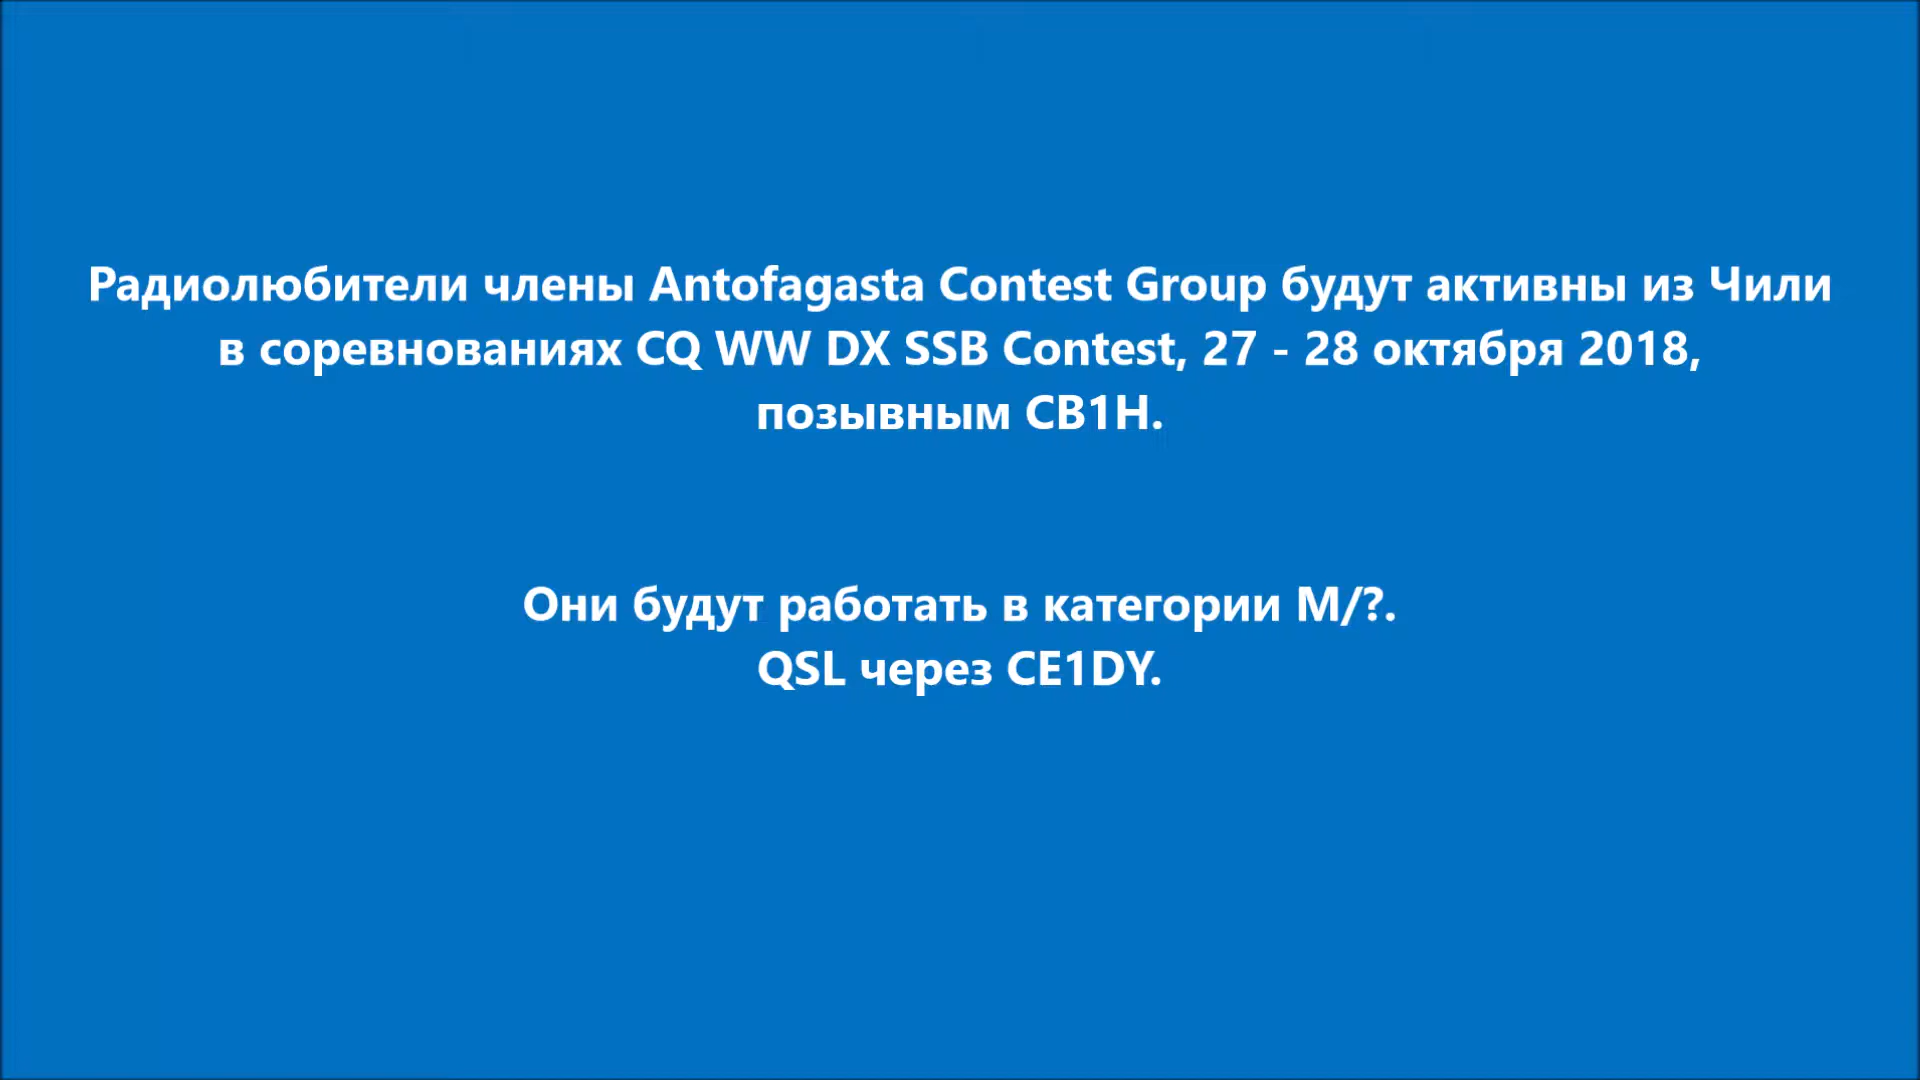 Радиолюбители члены Antofagasta Contest Group будут активны из Чили
в соревнованиях CQ WW DX SSB Contest, 27 - 28 октября 2018,
позывным CB1H.
Они будут работать в категории M/?.
QSL через CE1DY.